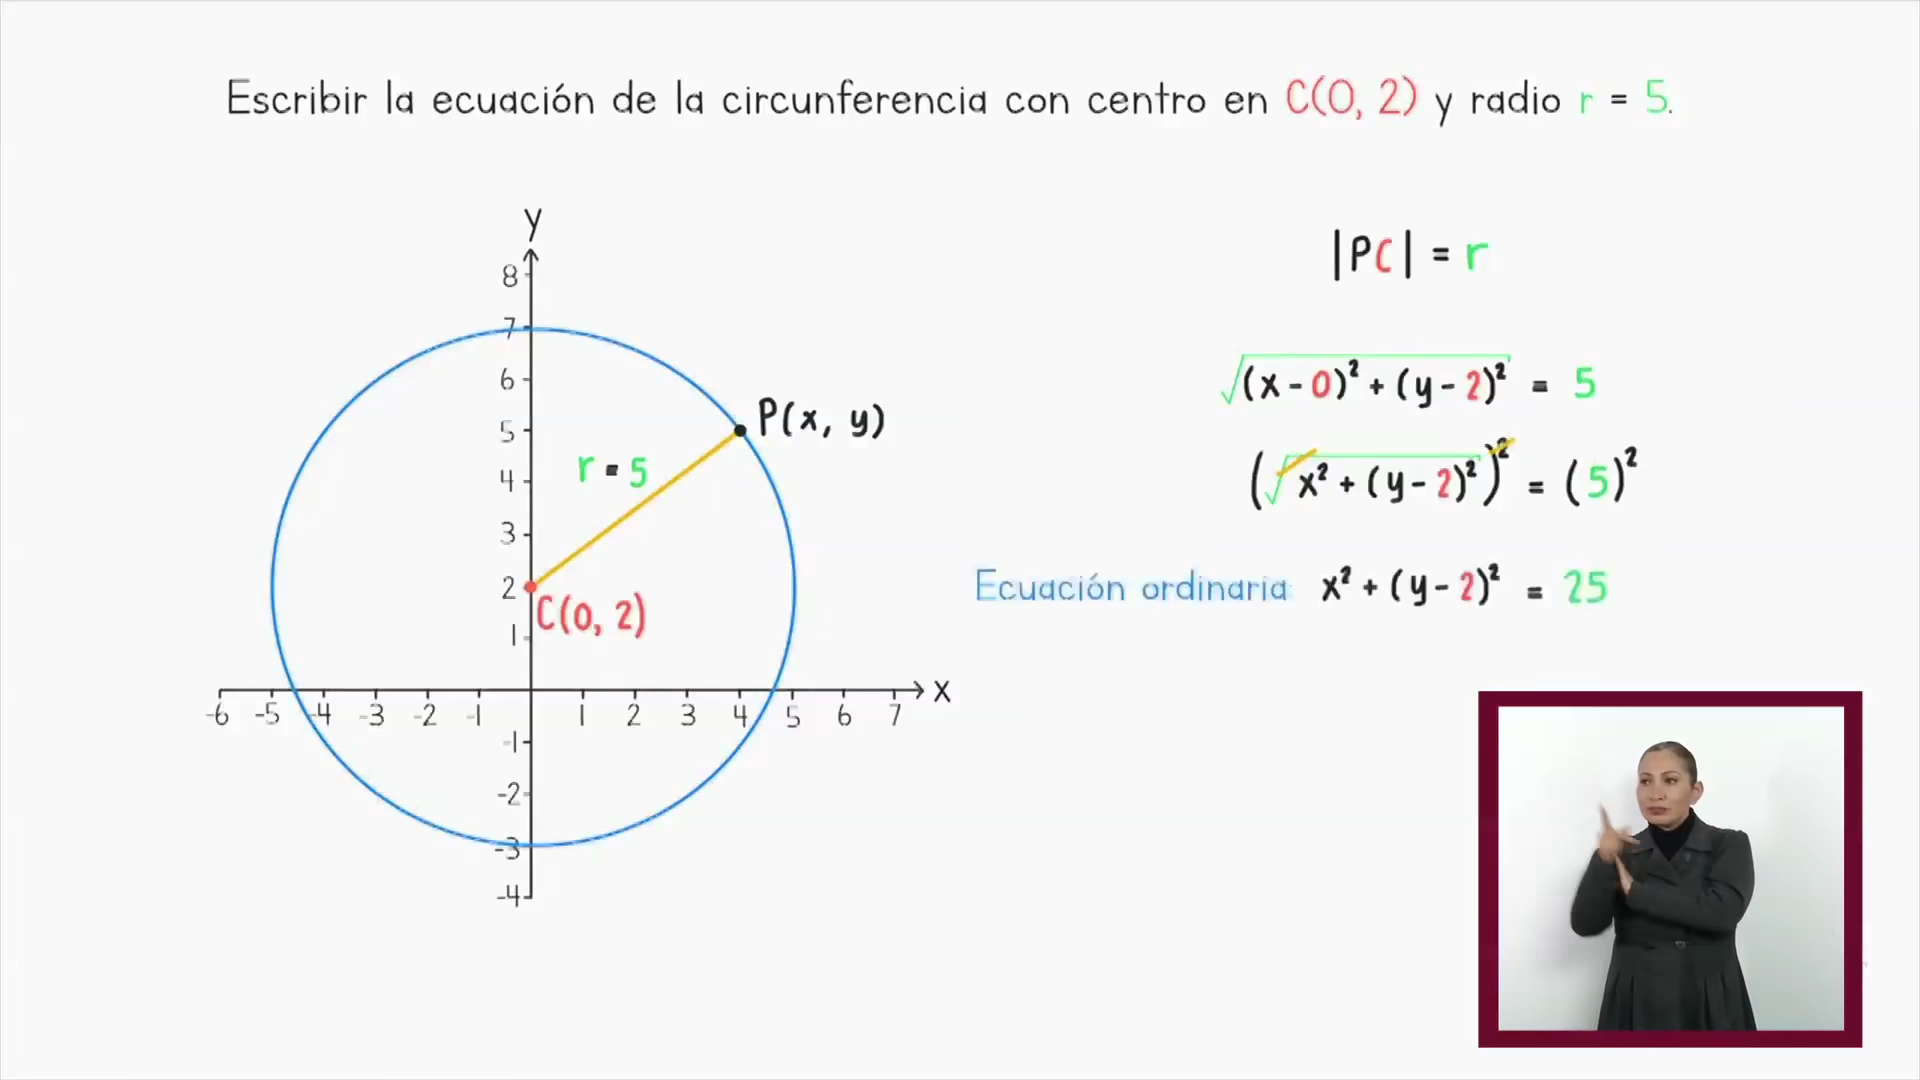 Escribir la ecuación de la circunferencia con centro en C(0, 2) y radio r = 5.
y
8
7
6
5
4
3
2
1
-1
-2
-3
-4
-6 -5 -4 -3 -2 -1 1 2 3 4 5 6 7 x
P(x, y)
r = 5
C(0, 2)
|PC| = r
√(x - 0)² + (y - 2)² = 5
(√x² + (y - 2)²)² = (5)²
Ecuación ordinaria: x² + (y - 2)² = 25